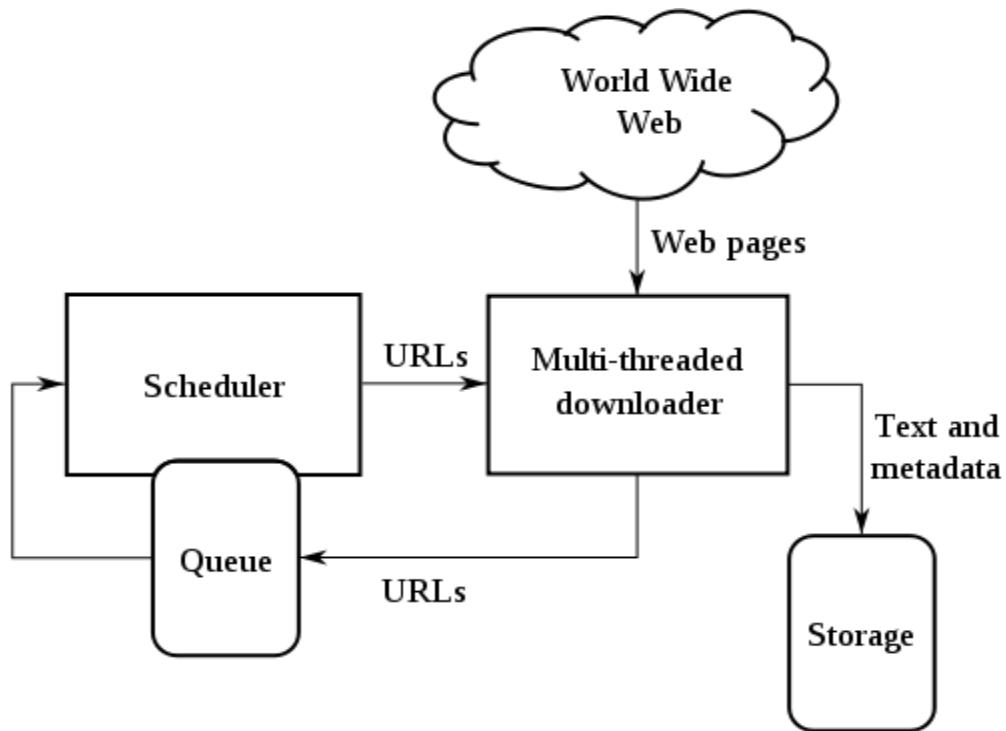 World Wide
Web
Web pages
Scheduler
URLs
Multi-threaded
downloader
Text and
metadata
Queue
URLs
Storage